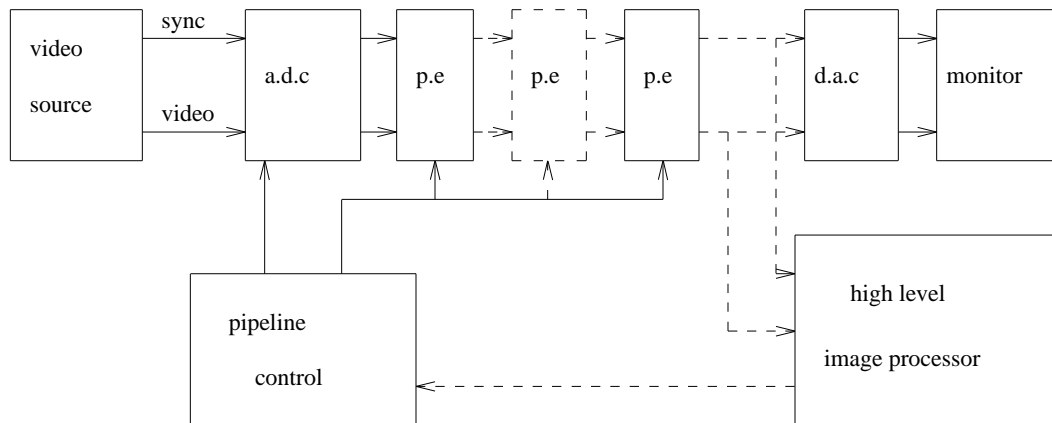 video
source
sync
video
a.d.c
p.e
p.e
p.e
d.a.c
monitor
pipeline
control
high level
image processor